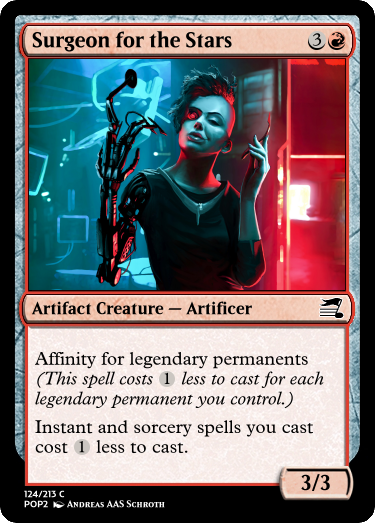 Surgeon for the Stars 3
Artifact Creature — Artificer
Affinity for legendary permanents
(This spell costs 1 less to cast for each
legendary permanent you control.)
Instant and sorcery spells you cast
cost 1 less to cast.
3/3
124/213 C
POP2 Andreas AAS Schroth